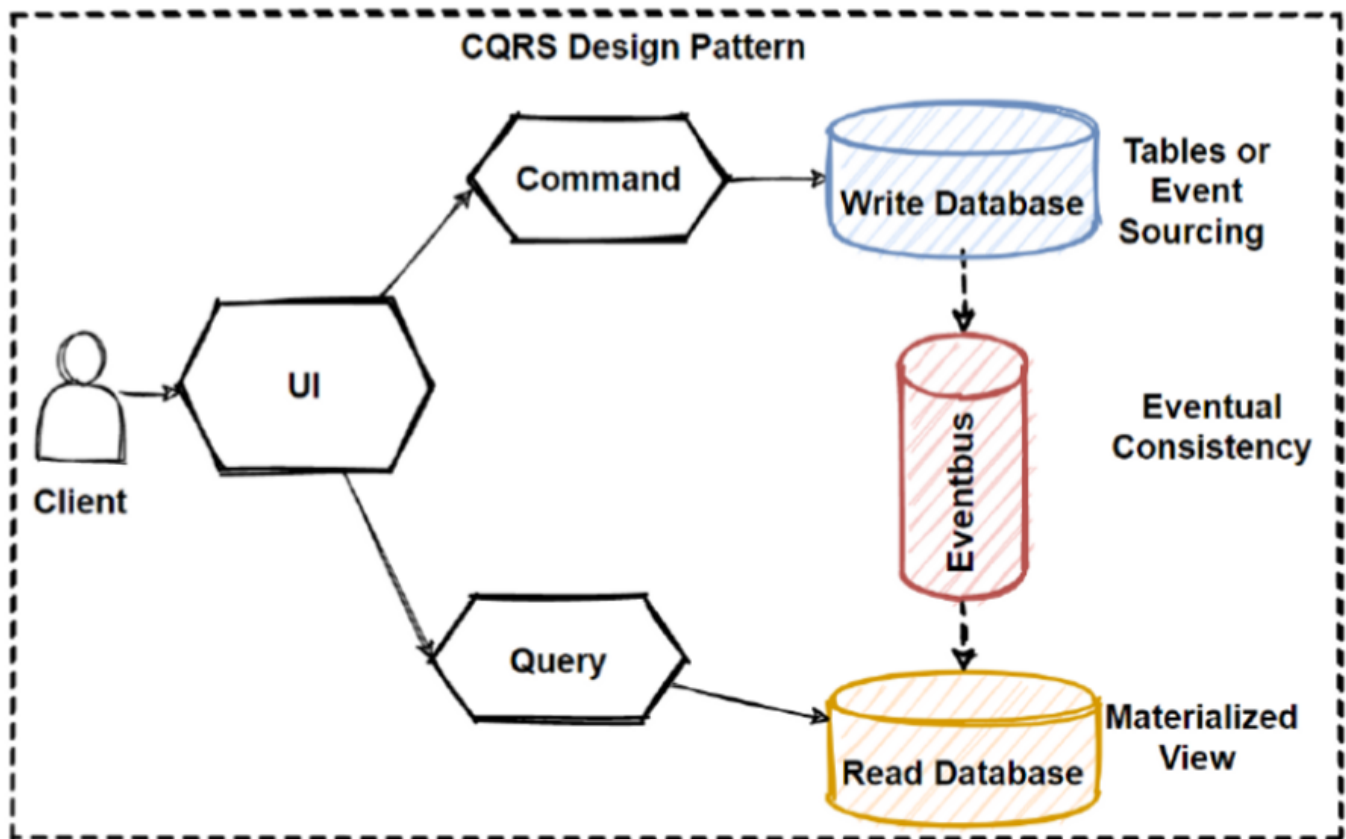 CQRS Design Pattern
Command
Write Database
Tables or
Event
Sourcing
UI
Client
Eventbus
Eventual
Consistency
Query
Read Database
Materialized
View